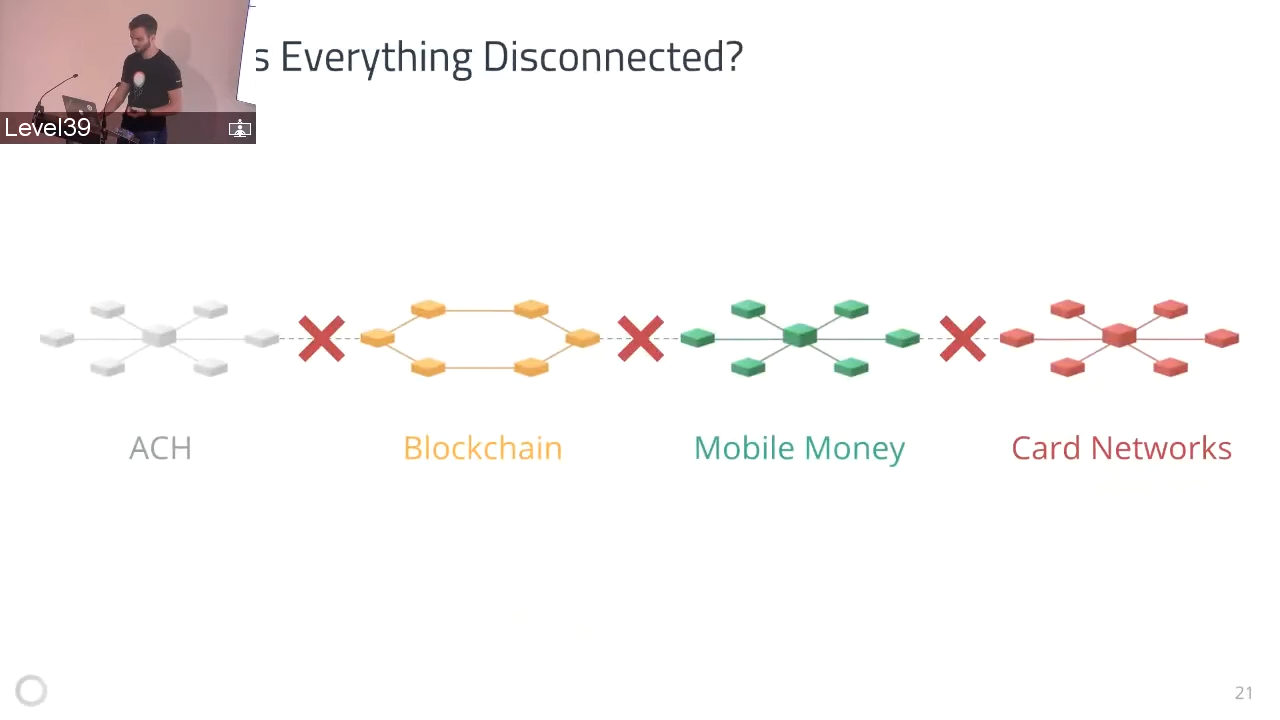 s Everything Disconnected?
Level39
ACH
Blockchain
Mobile Money
Card Networks
21